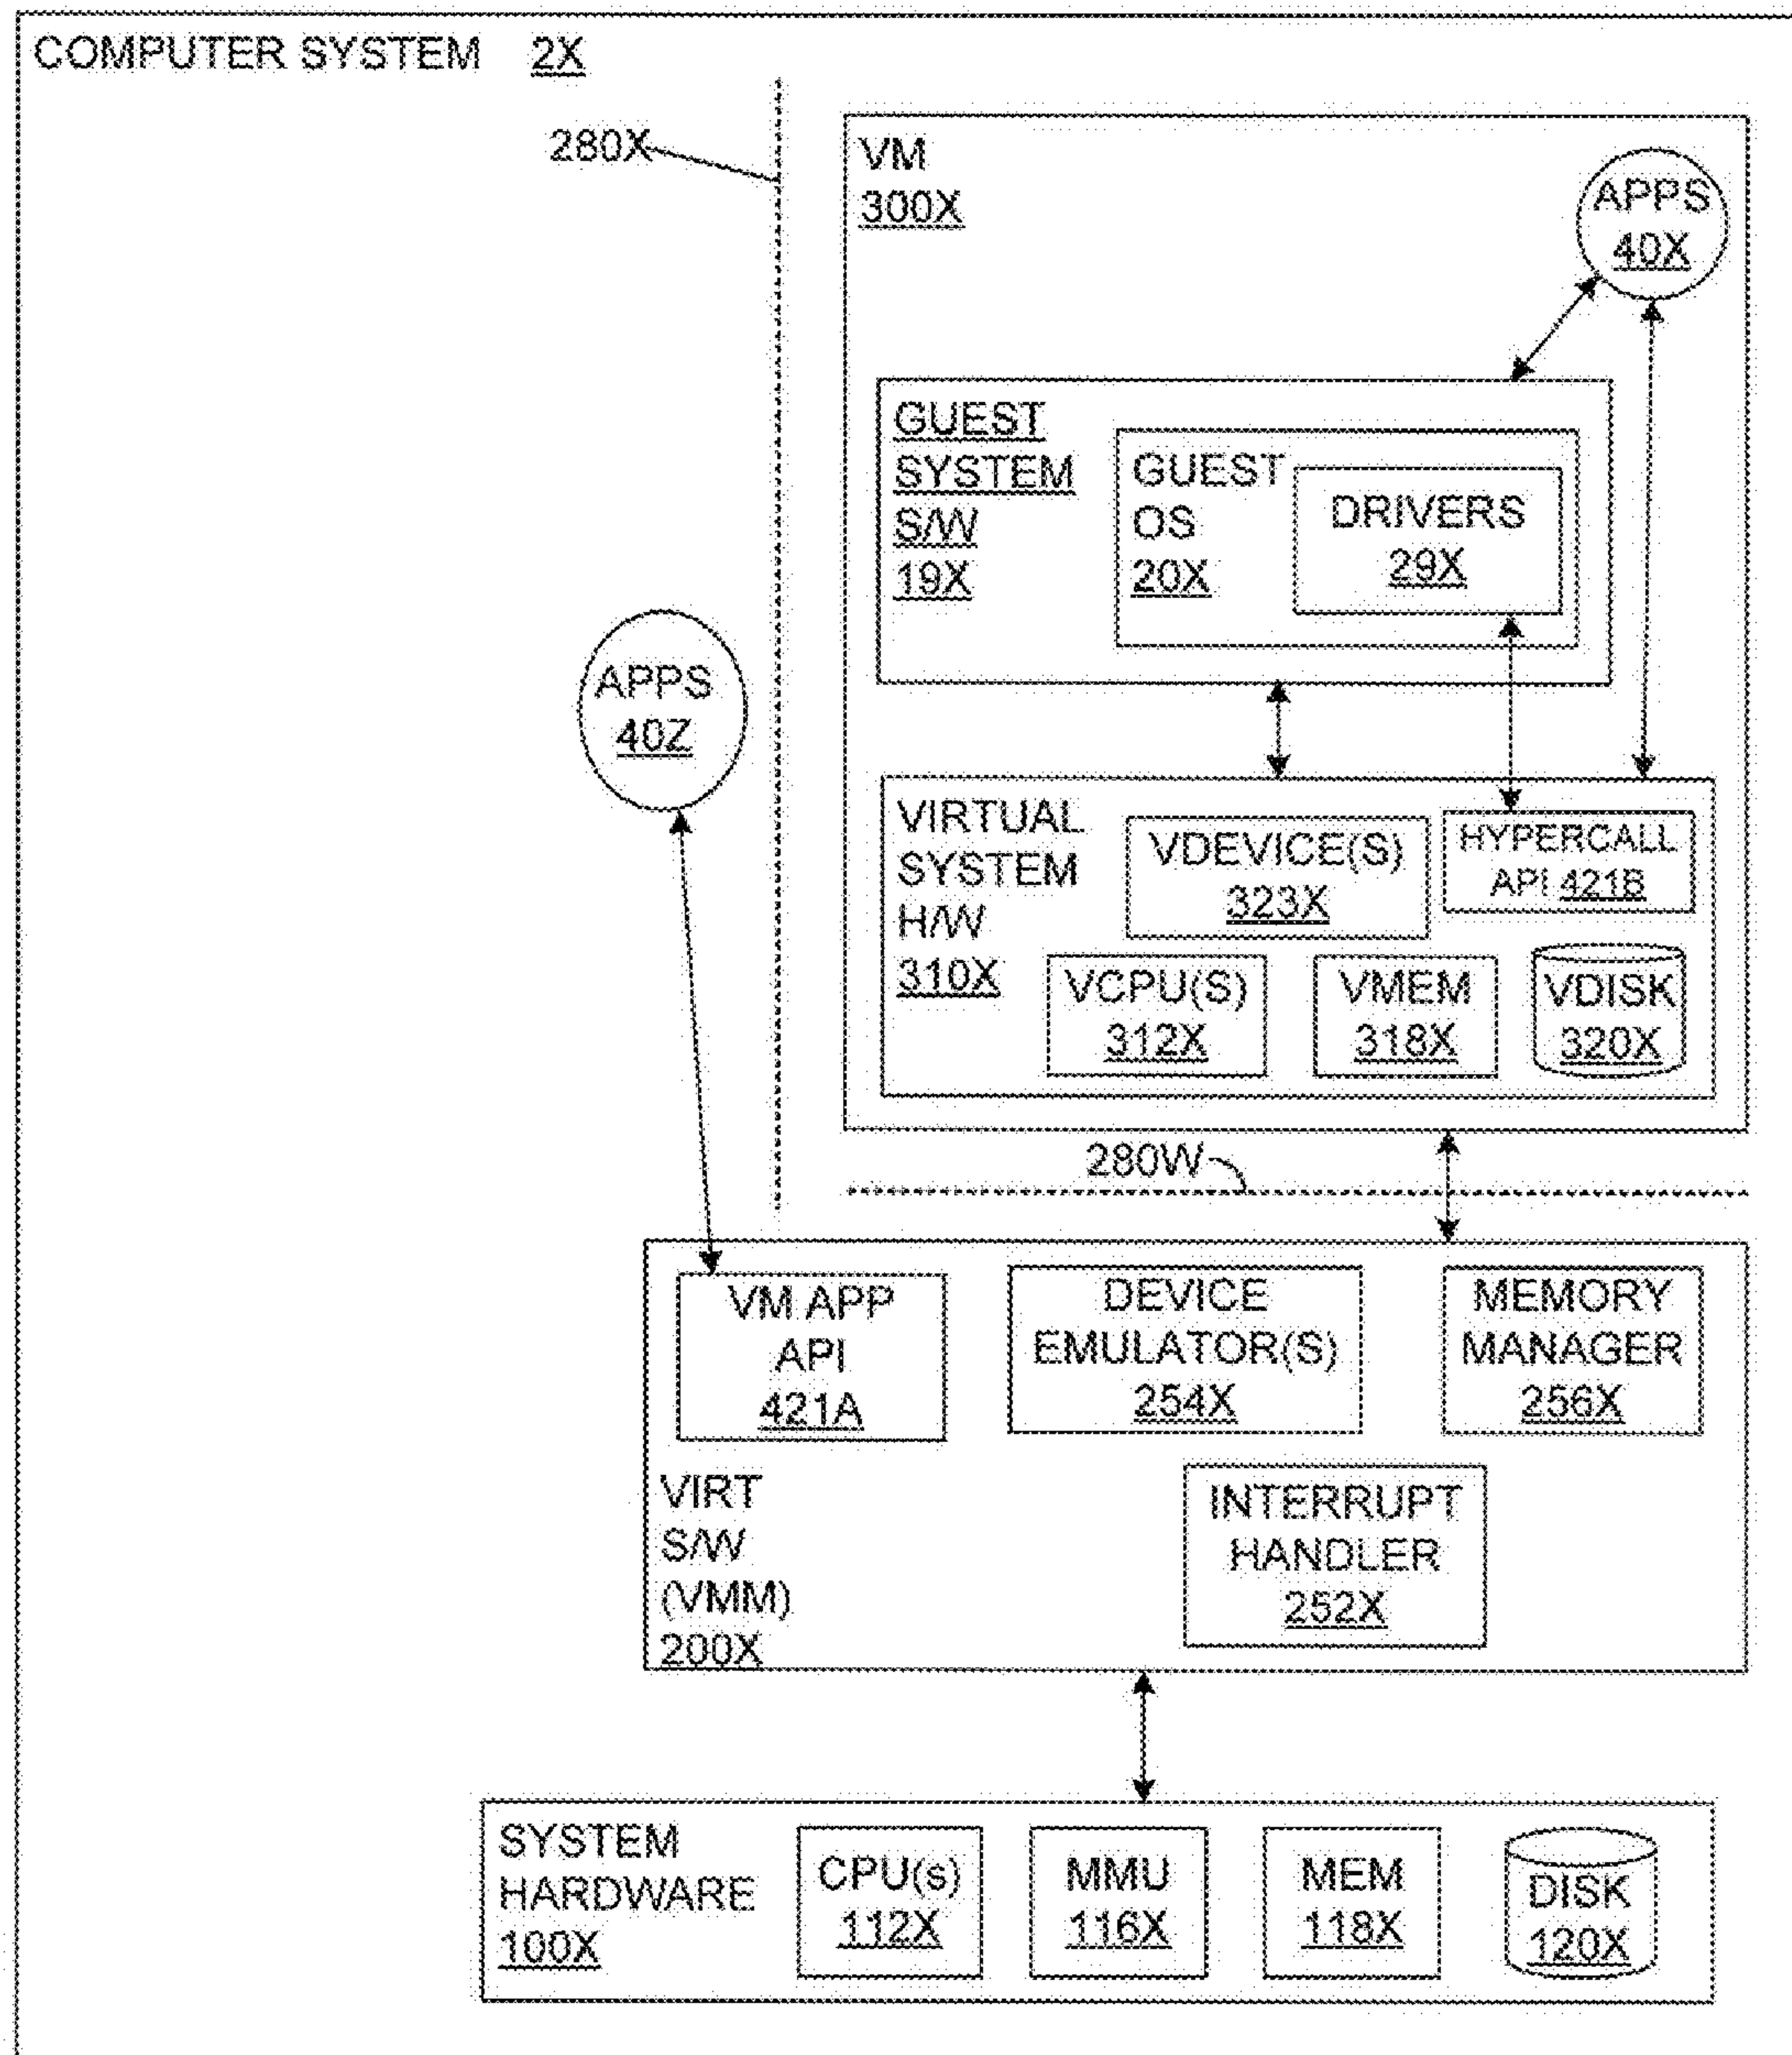 COMPUTER SYSTEM 2X
280X
VM
300X
APPS
40X
GUEST
SYSTEM
S/W
19X
GUEST
OS
20X
DRIVERS
29X
APPS
40Z
VIRTUAL
SYSTEM
H/W
310X
VDEVICE(S)
323X
HYPERCALL
API 421B
VCPU(S)
312X
VMEM
318X
VDISK
320X
280W
VM APP
API
421A
DEVICE
EMULATOR(S)
254X
MEMORY
MANAGER
256X
VIRT
S/W
(VMM)
200X
INTERRUPT
HANDLER
252X
SYSTEM
HARDWARE
100X
CPU(s)
112X
MMU
116X
MEM
118X
DISK
120X